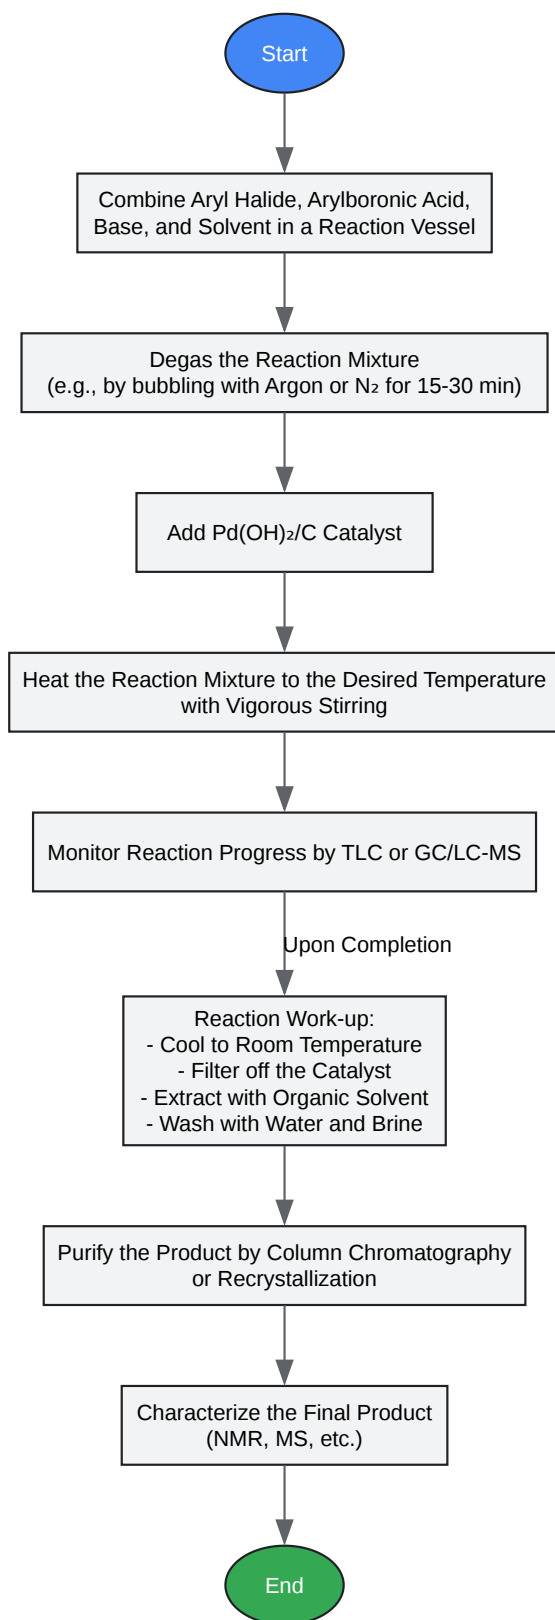 Start
Combine Aryl Halide, Arylboronic Acid,
Base, and Solvent in a Reaction Vessel
Degas the Reaction Mixture
(e.g., by bubbling with Argon or N₂ for 15-30 min)
Add Pd(OH)₂/C Catalyst
Heat the Reaction Mixture to the Desired Temperature
with Vigorous Stirring
Monitor Reaction Progress by TLC or GC/LC-MS
Upon Completion
Reaction Work-up:
- Cool to Room Temperature
- Filter off the Catalyst
- Extract with Organic Solvent
- Wash with Water and Brine
Purify the Product by Column Chromatography
or Recrystallization
Characterize the Final Product
(NMR, MS, etc.)
End